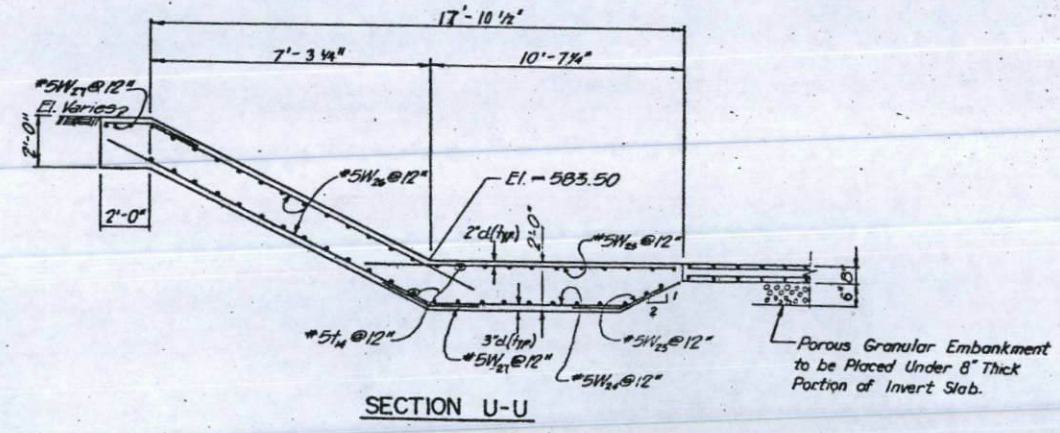 17'-10 1/2"
7'-3 1/4" 10'-7 1/4"
#5W27@12"
El. Varies
2'-0"
2'-0"
#5W26@12"
El. = 583.50
2"cl.(typ.)
2'-0"
#5W25@12"
8"
6"
#5t14@12"
3"cl.(typ.)
#5W27@12"
#5W25@12"
#5W24@12"
1
2
Porous Granular Embankment
to be Placed Under 8" Thick
Portion of Invert Slab.
SECTION U-U